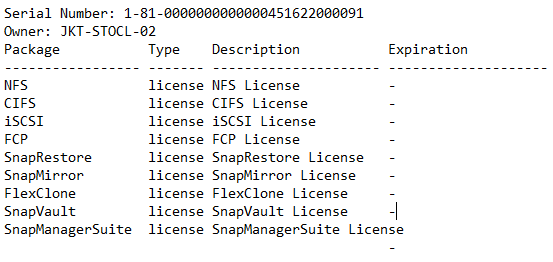 Serial Number: 1-81-0000000000000451622000091
Owner: JKT-STOCL-02
Package           Type    Description           Expiration
----------------- ------- --------------------- --------------------
NFS               license NFS License           -
CIFS              license CIFS License          -
iSCSI             license iSCSI License         -
FCP               license FCP License           -
SnapRestore       license SnapRestore License   -
SnapMirror        license SnapMirror License    -
FlexClone         license FlexClone License     -
SnapVault         license SnapVault License     -
SnapManagerSuite  license SnapManagerSuite License
                                                -